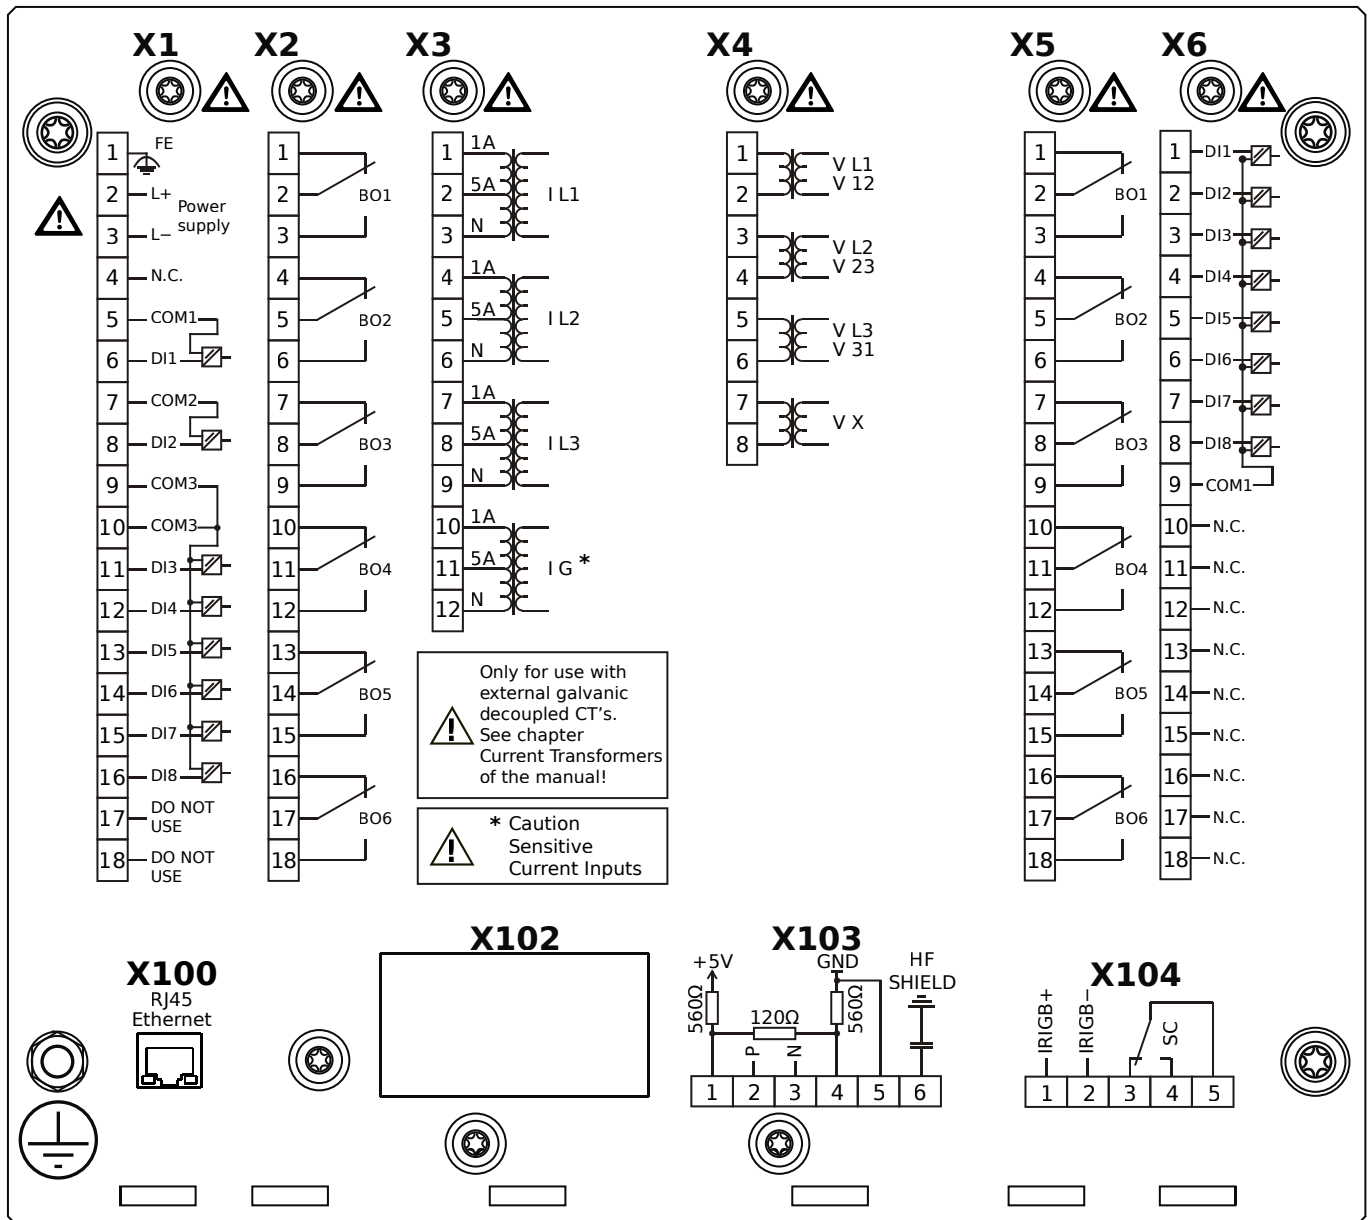 X1
X2
X3
X4
X5
X6
1 FE
2 L+
Power
supply
3 L−
4 N.C.
5 COM1
6 DI1
7 COM2
8 DI2
9 COM3
10 COM3
11 DI3
12 DI4
13 DI5
14 DI6
15 DI7
16 DI8
17 DO NOT
USE
18 DO NOT
USE
1
2 BO1
3
4
5 BO2
6
7
8 BO3
9
10
11 BO4
12
13
14 BO5
15
16
17 BO6
18
1 1A
2 5A I L1
3 N
4 1A
5 5A I L2
6 N
7 1A
8 5A I L3
9 N
10 1A
11 5A I G *
12 N
Only for use with
external galvanic
decoupled CT's.
See chapter
Current Transformers
of the manual!
* Caution
Sensitive
Current Inputs
1 V L1
2 V 12
3 V L2
4 V 23
5 V L3
6 V 31
7 V X
8
1
2 BO1
3
4
5 BO2
6
7
8 BO3
9
10
11 BO4
12
13
14 BO5
15
16
17 BO6
18
1 DI1
2 DI2
3 DI3
4 DI4
5 DI5
6 DI6
7 DI7
8 DI8
9 COM1
10 N.C.
11 N.C.
12 N.C.
13 N.C.
14 N.C.
15 N.C.
16 N.C.
17 N.C.
18 N.C.
X100
RJ45
Ethernet
X102
X103
+5V GND HF
SHIELD
560Ω 120Ω 560Ω
P N
1 2 3 4 5 6
X104
IRIGB+ IRIGB− SC
1 2 3 4 5